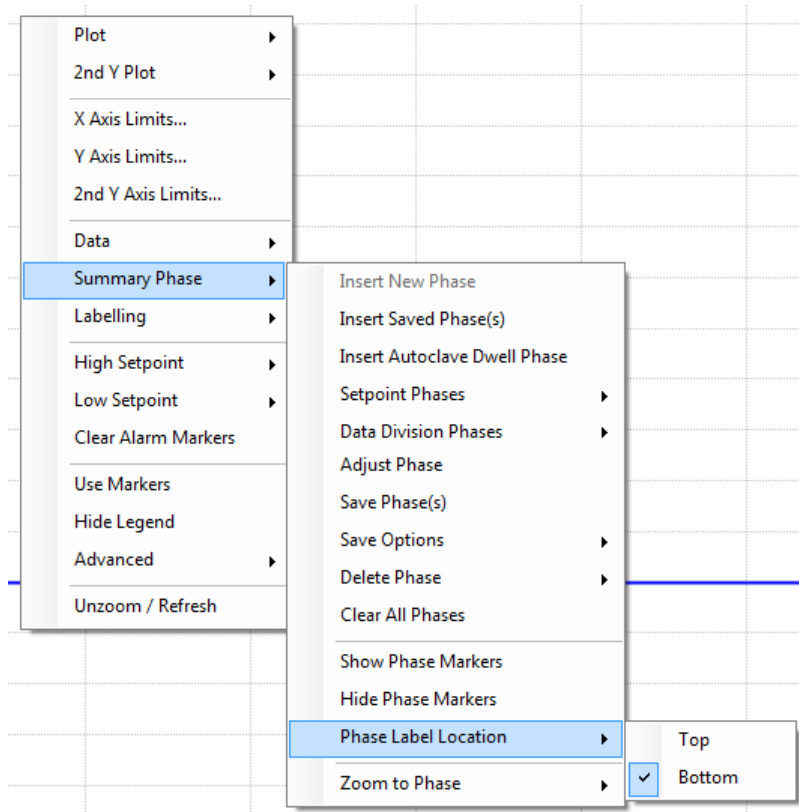 Plot
2nd Y Plot
X Axis Limits...
Y Axis Limits...
2nd Y Axis Limits...
Data
Summary Phase
Labelling
High Setpoint
Low Setpoint
Clear Alarm Markers
Use Markers
Hide Legend
Advanced
Unzoom / Refresh
Insert New Phase
Insert Saved Phase(s)
Insert Autoclave Dwell Phase
Setpoint Phases
Data Division Phases
Adjust Phase
Save Phase(s)
Save Options
Delete Phase
Clear All Phases
Show Phase Markers
Hide Phase Markers
Phase Label Location
Zoom to Phase
Top
Bottom